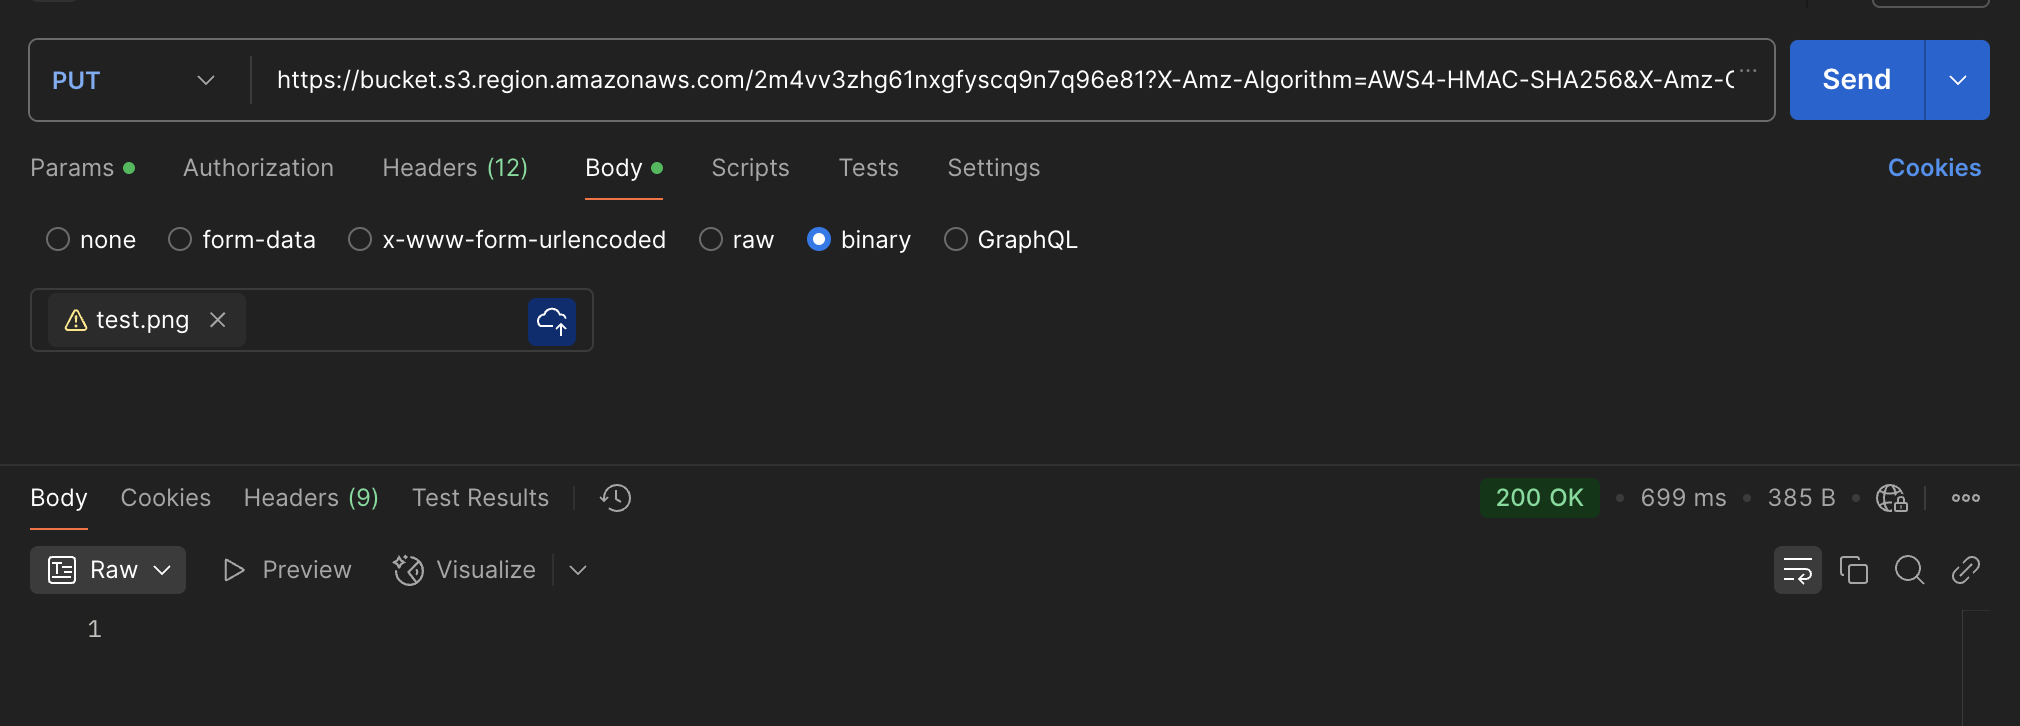 PUT https://bucket.s3.region.amazonaws.com/2m4vv3zhg61nxgfyscq9n7q96e81?X-Amz-Algorithm=AWS4-HMAC-SHA256&X-Amz-C ... Send
Params Authorization Headers (12) Body Scripts Tests Settings Cookies
none form-data x-www-form-urlencoded raw binary GraphQL
test.png
Body Cookies Headers (9) Test Results 200 OK • 699 ms • 385 B
Raw Preview Visualize
1